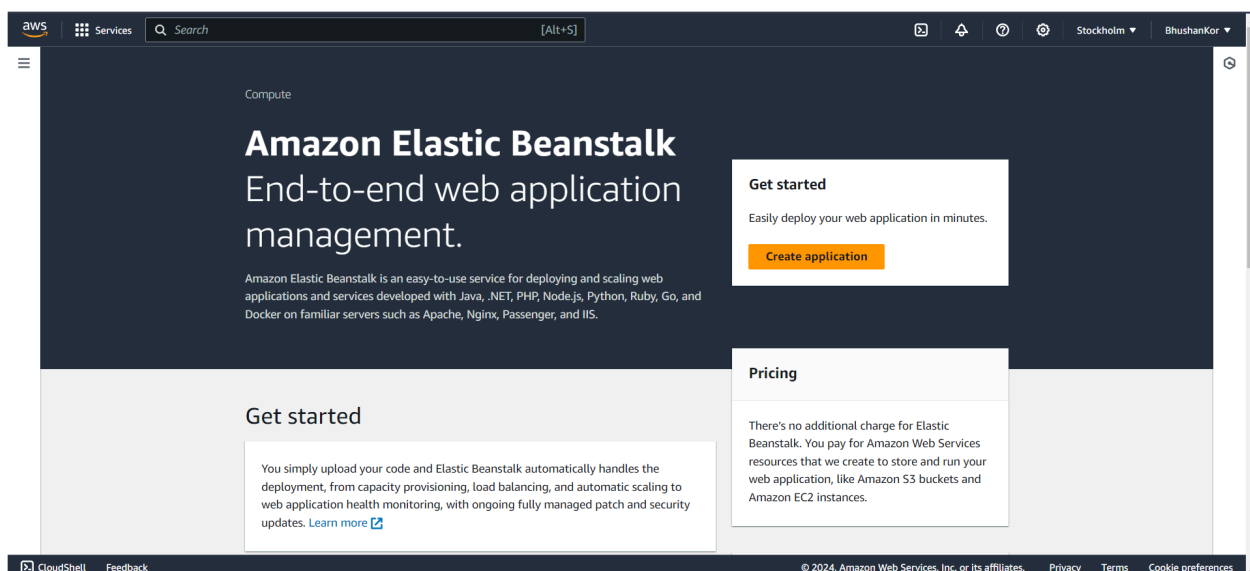 aws
Services
Search
[Alt+S]
Stockholm
BhushanKor
Compute
Amazon Elastic Beanstalk
End-to-end web application
management.
Amazon Elastic Beanstalk is an easy-to-use service for deploying and scaling web
applications and services developed with Java, .NET, PHP, Node.js, Python, Ruby, Go, and
Docker on familiar servers such as Apache, Nginx, Passenger, and IIS.
Get started
Easily deploy your web application in minutes.
Create application
Get started
You simply upload your code and Elastic Beanstalk automatically handles the
deployment, from capacity provisioning, load balancing, and automatic scaling to
web application health monitoring, with ongoing fully managed patch and security
updates. Learn more
Pricing
There's no additional charge for Elastic
Beanstalk. You pay for Amazon Web Services
resources that we create to store and run your
web application, like Amazon S3 buckets and
Amazon EC2 instances.
CloudShell
Feedback
© 2024, Amazon Web Services, Inc. or its affiliates.
Privacy
Terms
Cookie preferences